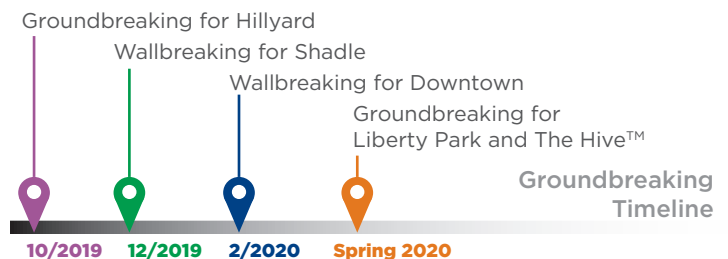 Groundbreaking for Hillyard
Wallbreaking for Shadle
Wallbreaking for Downtown
Groundbreaking for
Liberty Park and The Hive™
Groundbreaking
Timeline
10/2019 12/2019 2/2020 Spring 2020